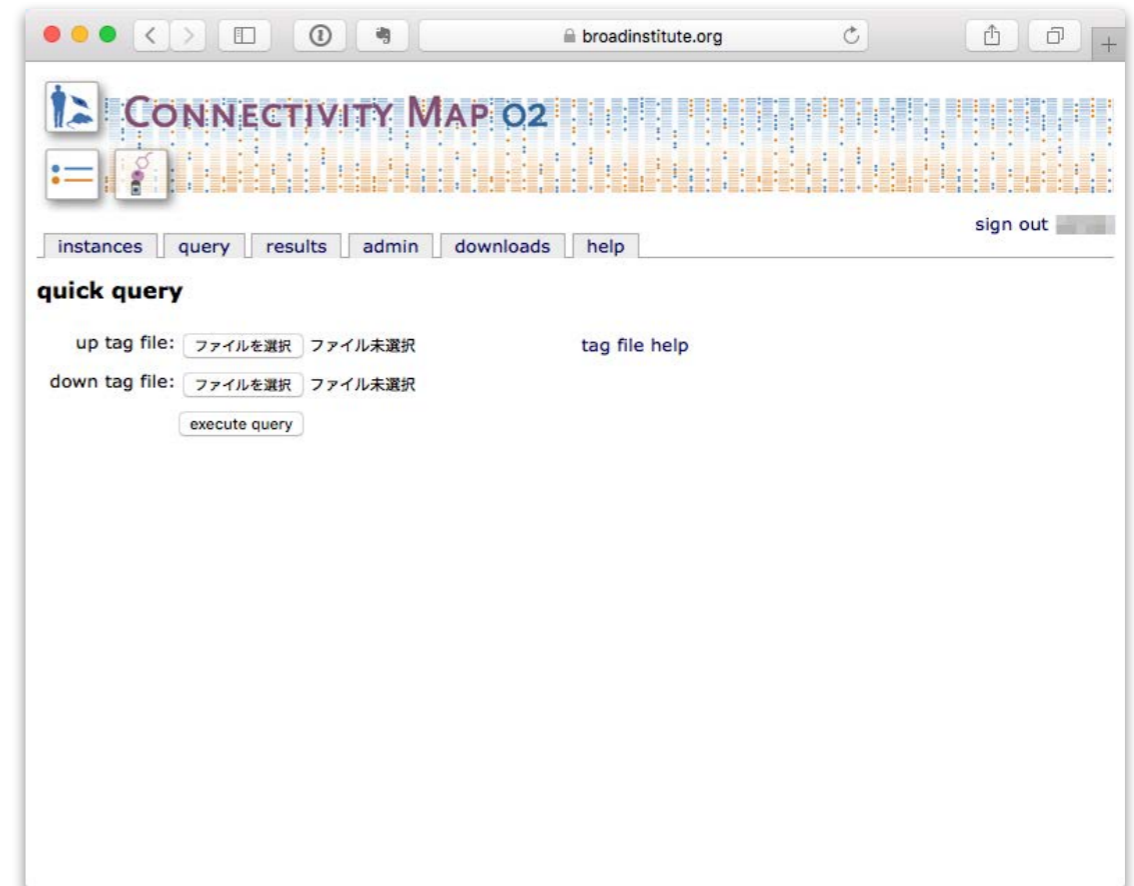 broadinstitute.org
CONNECTIVITY MAP 02
sign out
instances query results admin downloads help
quick query
up tag file: ファイルを選択 ファイル未選択 tag file help
down tag file: ファイルを選択 ファイル未選択
execute query